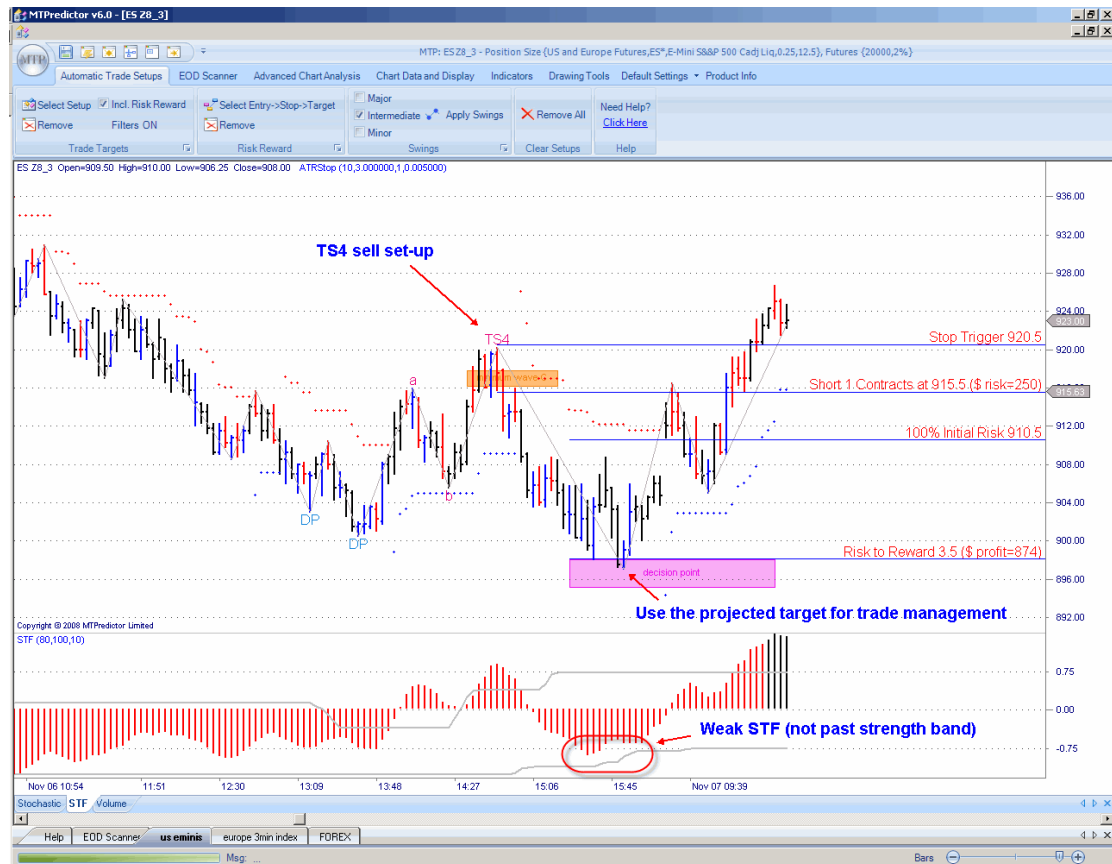 MTPredictor v6.0 - [ES Z8_3]
MTP: ES Z8_3 - Position Size {US and Europe Futures,ES*,E-Mini S&&P 500 Cadj Liq,0.25,12.5}, Futures {20000,2%}
MTP
Automatic Trade Setups EOD Scanner Advanced Chart Analysis Chart Data and Display Indicators Drawing Tools Default Settings Product Info
Select Setup Incl. Risk Reward Select Entry->Stop->Target Major Need Help?
Intermediate Apply Swings Remove All Click Here
Remove Filters ON Remove Minor
Trade Targets Risk Reward Swings Clear Setups Help
ES Z8_3 Open=909.50 High=910.00 Low=906.25 Close=908.00 ATRStop (10,3.000000,1,0.005000)
936.00
932.00
TS4 sell set-up
928.00
924.00
923.00
Stop Trigger 920.5
TS4
920.00
a
Short 1 Contracts at 915.5 ($ risk=250)
915.63
912.00
100% Initial Risk 910.5
908.00
b
904.00
DP
DP
900.00
Risk to Reward 3.5 ($ profit=874)
decision point
896.00
Use the projected target for trade management
892.00
Copyright © 2008 MTPredictor Limited
STF (80,100,10)
0.75
0.00
Weak STF (not past strength band)
-0.75
Nov 06 10:54 11:51 12:30 13:09 13:48 14:27 15:06 15:45 Nov 07 09:39
Stochastic STF Volume
Help EOD Scanner us eminis europe 3min index FOREX
Msg: ... Bars